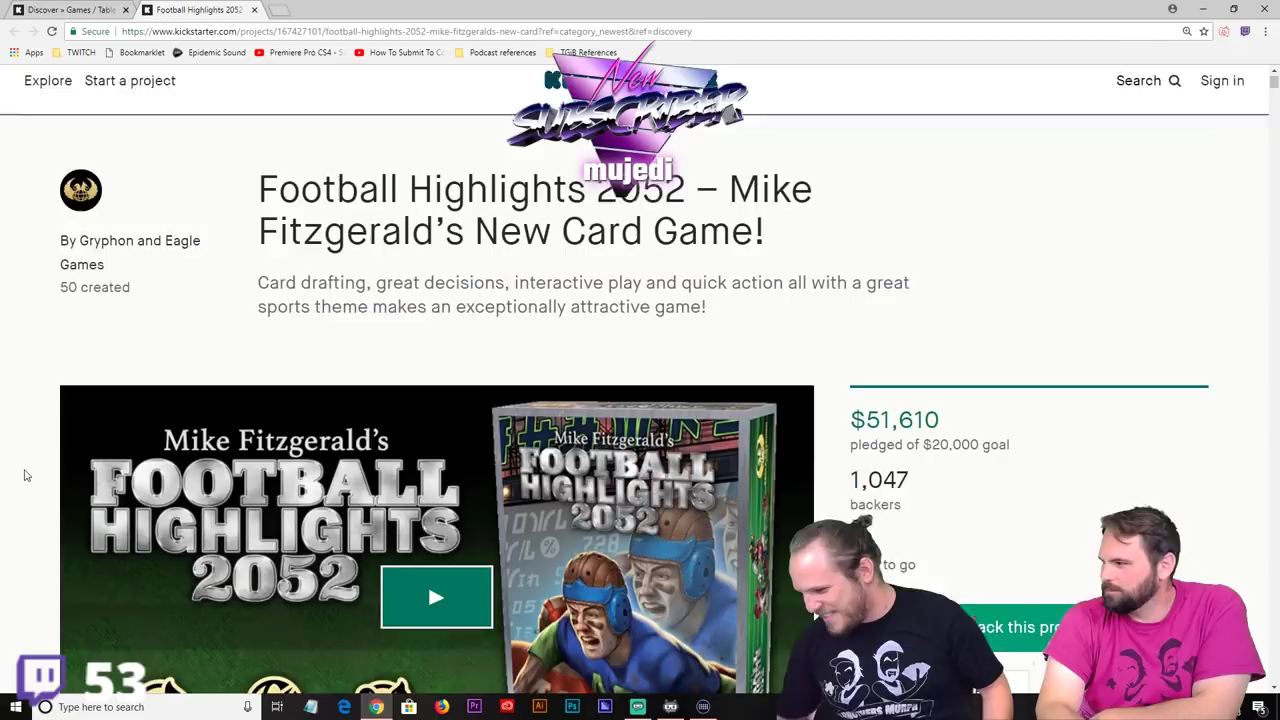 Discover » Games / Table
Football Highlights 2052
Secure
https://www.kickstarter.com/projects/167427101/football-highlights-2052-mike-fitzgeralds-new-card?ref=category_newest&ref=discovery
Apps TWITCH Bookmarklet Epidemic Sound Premiere Pro CS4 - S How To Submit To Ca Podcast references TGiB References
Explore Start a project
Search Sign in
New
SUBSCRIBER
mujedi
Football Highlights 2052 – Mike
Fitzgerald's New Card Game!
By Gryphon and Eagle
Games
50 created
Card drafting, great decisions, interactive play and quick action all with a great
sports theme makes an exceptionally attractive game!
$51,610
pledged of $20,000 goal
1,047
backers
to go
Mike Fitzgerald's
FOOTBALL
HIGHLIGHTS
2052
Mike Fitzgerald's
FOOTBALL
HIGHLIGHTS
2052
728
53
Type here to search